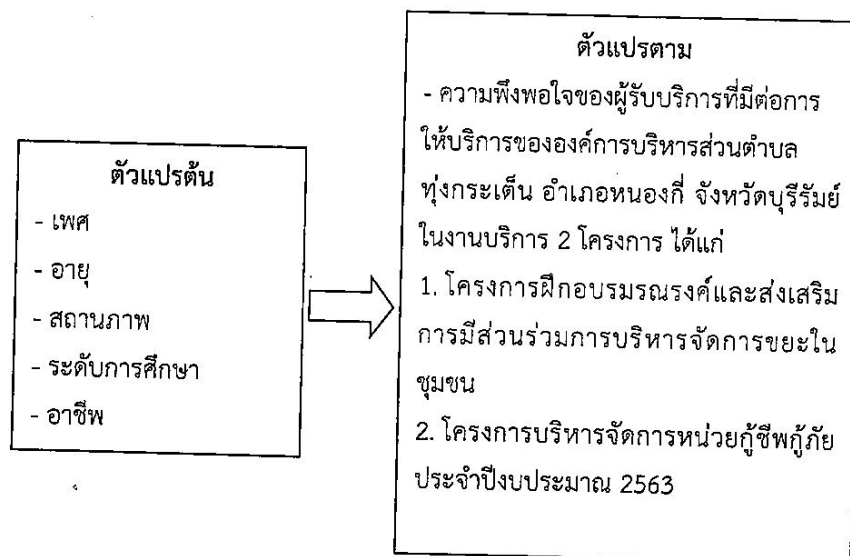 ตัวแปรต้น
- เพศ
- อายุ
- สถานภาพ
- ระดับการศึกษา
- อาชีพ
ตัวแปรตาม
- ความพึงพอใจของผู้รับบริการที่มีต่อการ
ให้บริการขององค์การบริหารส่วนตำบล
ทุ่งกระเต็น อำเภอหนองกี่ จังหวัดบุรีรัมย์
ในงานบริการ 2 โครงการ ได้แก่
1. โครงการฝึกอบรมรณรงค์และส่งเสริม
การมีส่วนร่วมการบริหารจัดการขยะใน
ชุมชน
2. โครงการบริหารจัดการหน่วยกู้ชีพกู้ภัย
ประจำปีงบประมาณ 2563